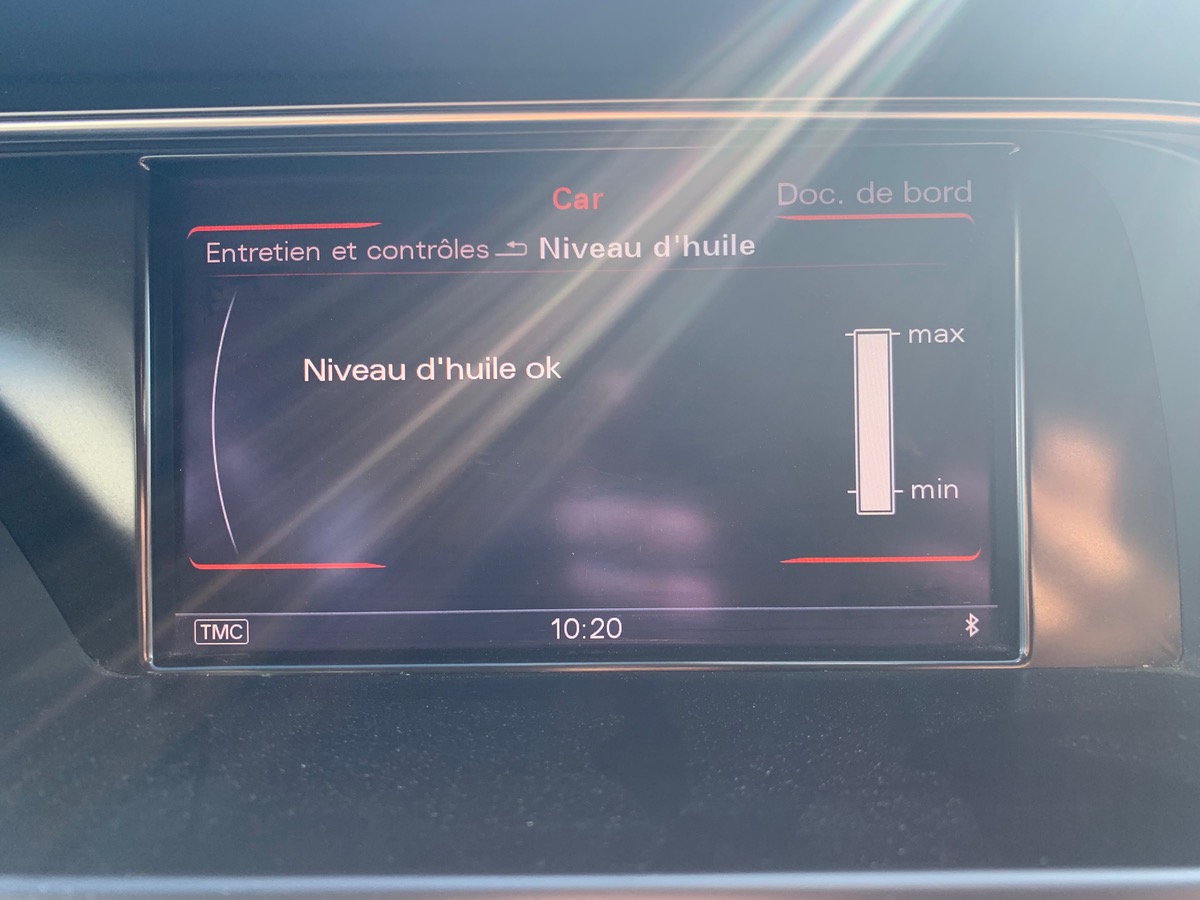 Car
Doc. de bord
Entretien et contrôles Niveau d'huile
Niveau d'huile ok
max
min
TMC 10:20